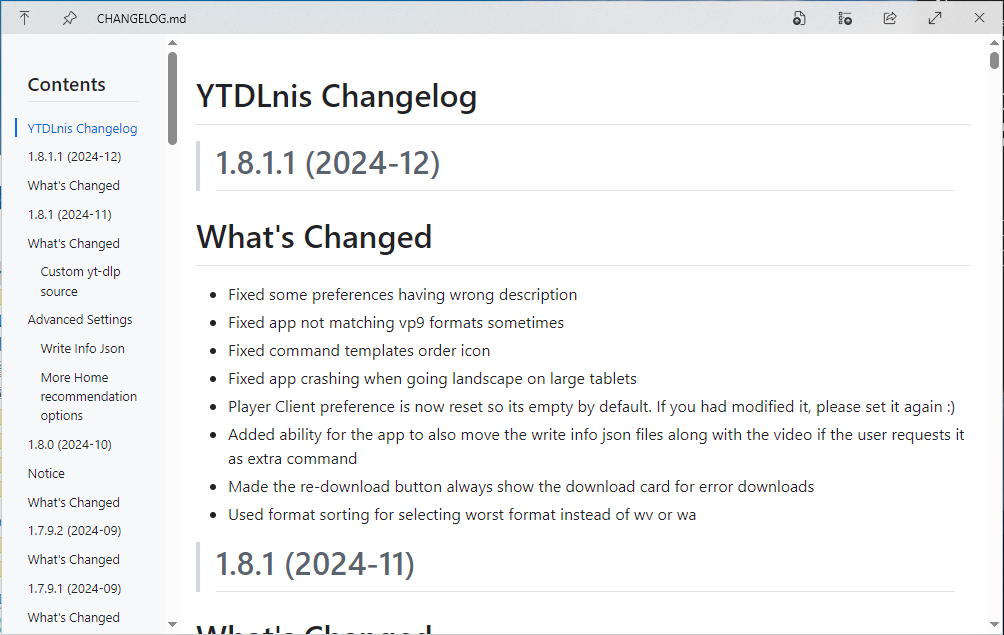 CHANGELOG.md
Contents
YTDLnis Changelog
1.8.1.1 (2024-12)
What's Changed
1.8.1 (2024-11)
What's Changed
Custom yt-dlp
source
Advanced Settings
Write Info Json
More Home
recommendation
options
1.8.0 (2024-10)
Notice
What's Changed
1.7.9.2 (2024-09)
What's Changed
1.7.9.1 (2024-09)
What's Changed
YTDLnis Changelog
1.8.1.1 (2024-12)
What's Changed
• Fixed some preferences having wrong description
• Fixed app not matching vp9 formats sometimes
• Fixed command templates order icon
• Fixed app crashing when going landscape on large tablets
• Player Client preference is now reset so its empty by default. If you had modified it, please set it again :)
• Added ability for the app to also move the write info json files along with the video if the user requests it
as extra command
• Made the re-download button always show the download card for error downloads
• Used format sorting for selecting worst format instead of wv or wa
1.8.1 (2024-11)
What's Changed